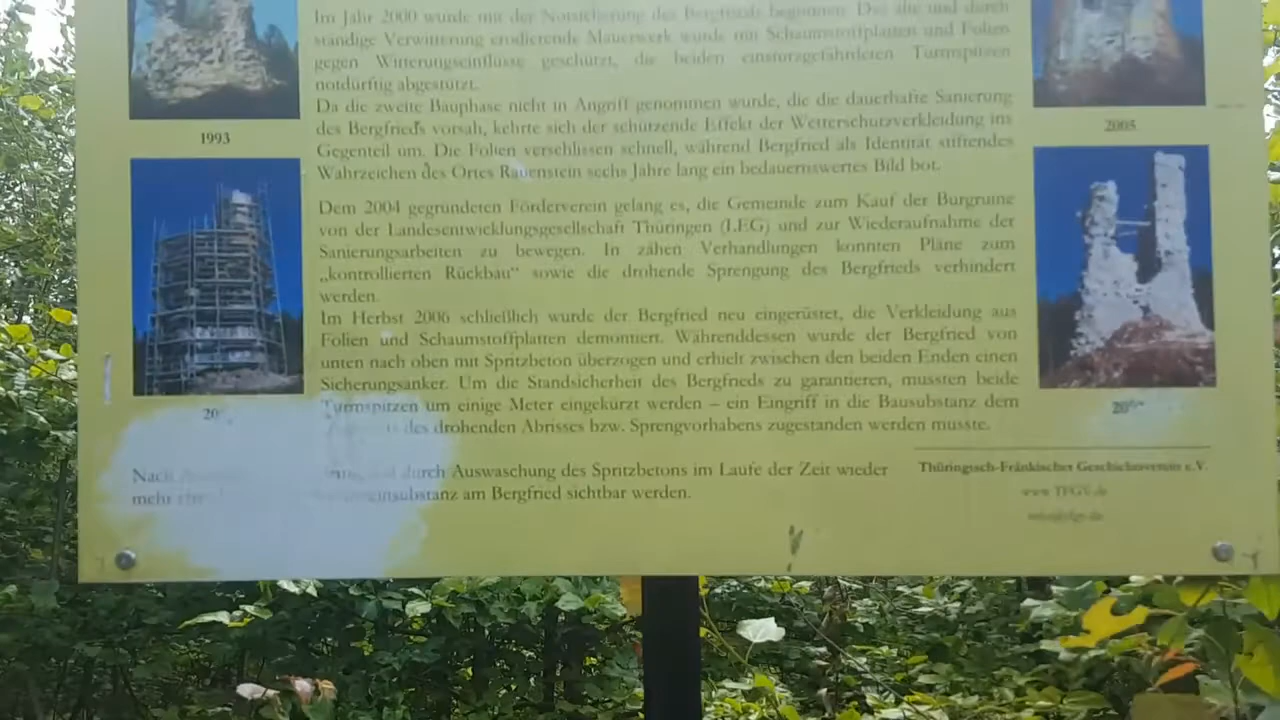 Im Jahr 2000 wurde mit der Notsicherung des Bergfrieds begonnen. Das alte und durch
ständige Verwitterung erodierende Mauerwerk wurde mit Schaumstoffplatten und Folien
gegen Witterungseinflüsse geschützt, die beiden einsturzgefährdeten Turmspitzen
notdürftig abgestützt.
Da die zweite Bauphase nicht in Angriff genommen wurde, die die dauerhafte Sanierung
des Bergfrieds vorsah, kehrte sich der schützende Effekt der Wetterschutzverkleidung ins
Gegenteil um. Die Folien verschlissen schnell, während Bergfried als Identität stiftendes
Wahrzeichen des Ortes Rauenstein sechs Jahre lang ein bedauernswertes Bild bot.
1993
2005
Dem 2004 gegründeten Förderverein gelang es, die Gemeinde zum Kauf der Burgruine
von der Landesentwicklungsgesellschaft Thüringen (LEG) und zur Wiederaufnahme der
Sanierungsarbeiten zu bewegen. In zähen Verhandlungen konnten Pläne zum
„kontrollierten Rückbau“ sowie die drohende Sprengung des Bergfrieds verhindert
werden.
Im Herbst 2006 schließlich wurde der Bergfried neu eingerüstet, die Verkleidung aus
Folien und Schaumstoffplatten demontiert. Währenddessen wurde der Bergfried von
unten nach oben mit Spritzbeton überzogen und erhielt zwischen den beiden Enden einen
Sicherungsanker. Um die Standsicherheit des Bergfrieds zu garantieren, mussten beide
Turmspitzen um einige Meter eingekürzt werden – ein Eingriff in die Bausubstanz dem
des drohenden Abrisses bzw. Sprengvorhabens zugestanden werden musste.
Nach durch Auswaschung des Spritzbetons im Laufe der Zeit wieder
mehr am Bergfried sichtbar werden.
Thüringisch-Fränkischer Geschichtsverein e.V.
www.TFGV.de